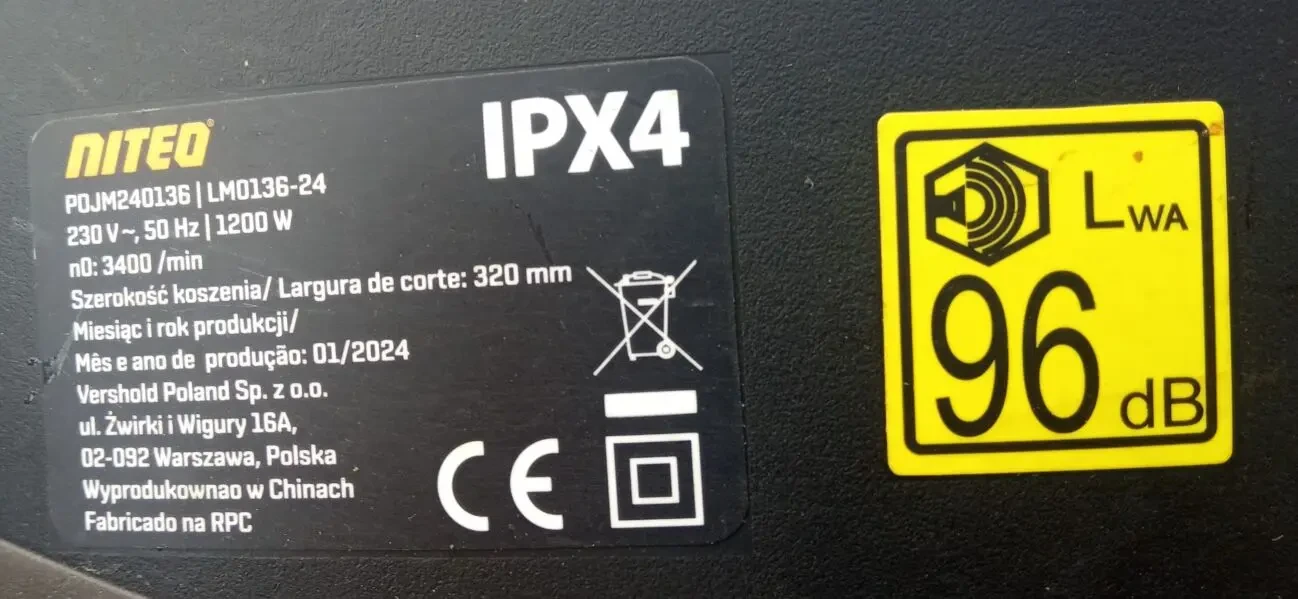 NITEO®
PDJM240136 | LM0136-24
230 V~, 50 Hz | 1200 W
n0: 3400 /min
Szerokość koszenia/ Largura de corte: 320 mm
Miesiąc i rok produkcji/
Mês e ano de produção: 01/2024
Vershold Poland Sp. z o.o.
ul. Żwirki i Wigury 16A,
02-092 Warszawa, Polska
Wyprodukownao w Chinach
Fabricado na RPC
IPX4
CE
LWA
96
dB